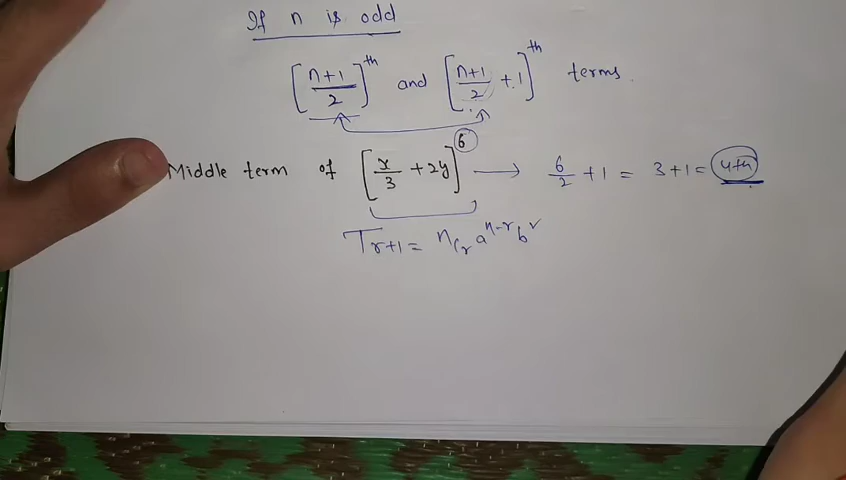 If n is odd
[n+1/2]th and [n+1/2 + 1]th terms.
Middle term of [x/3 + 2y]^6 → 6/2 + 1 = 3+1 = 4th
Tr+1 = nCr a^n-r b^r